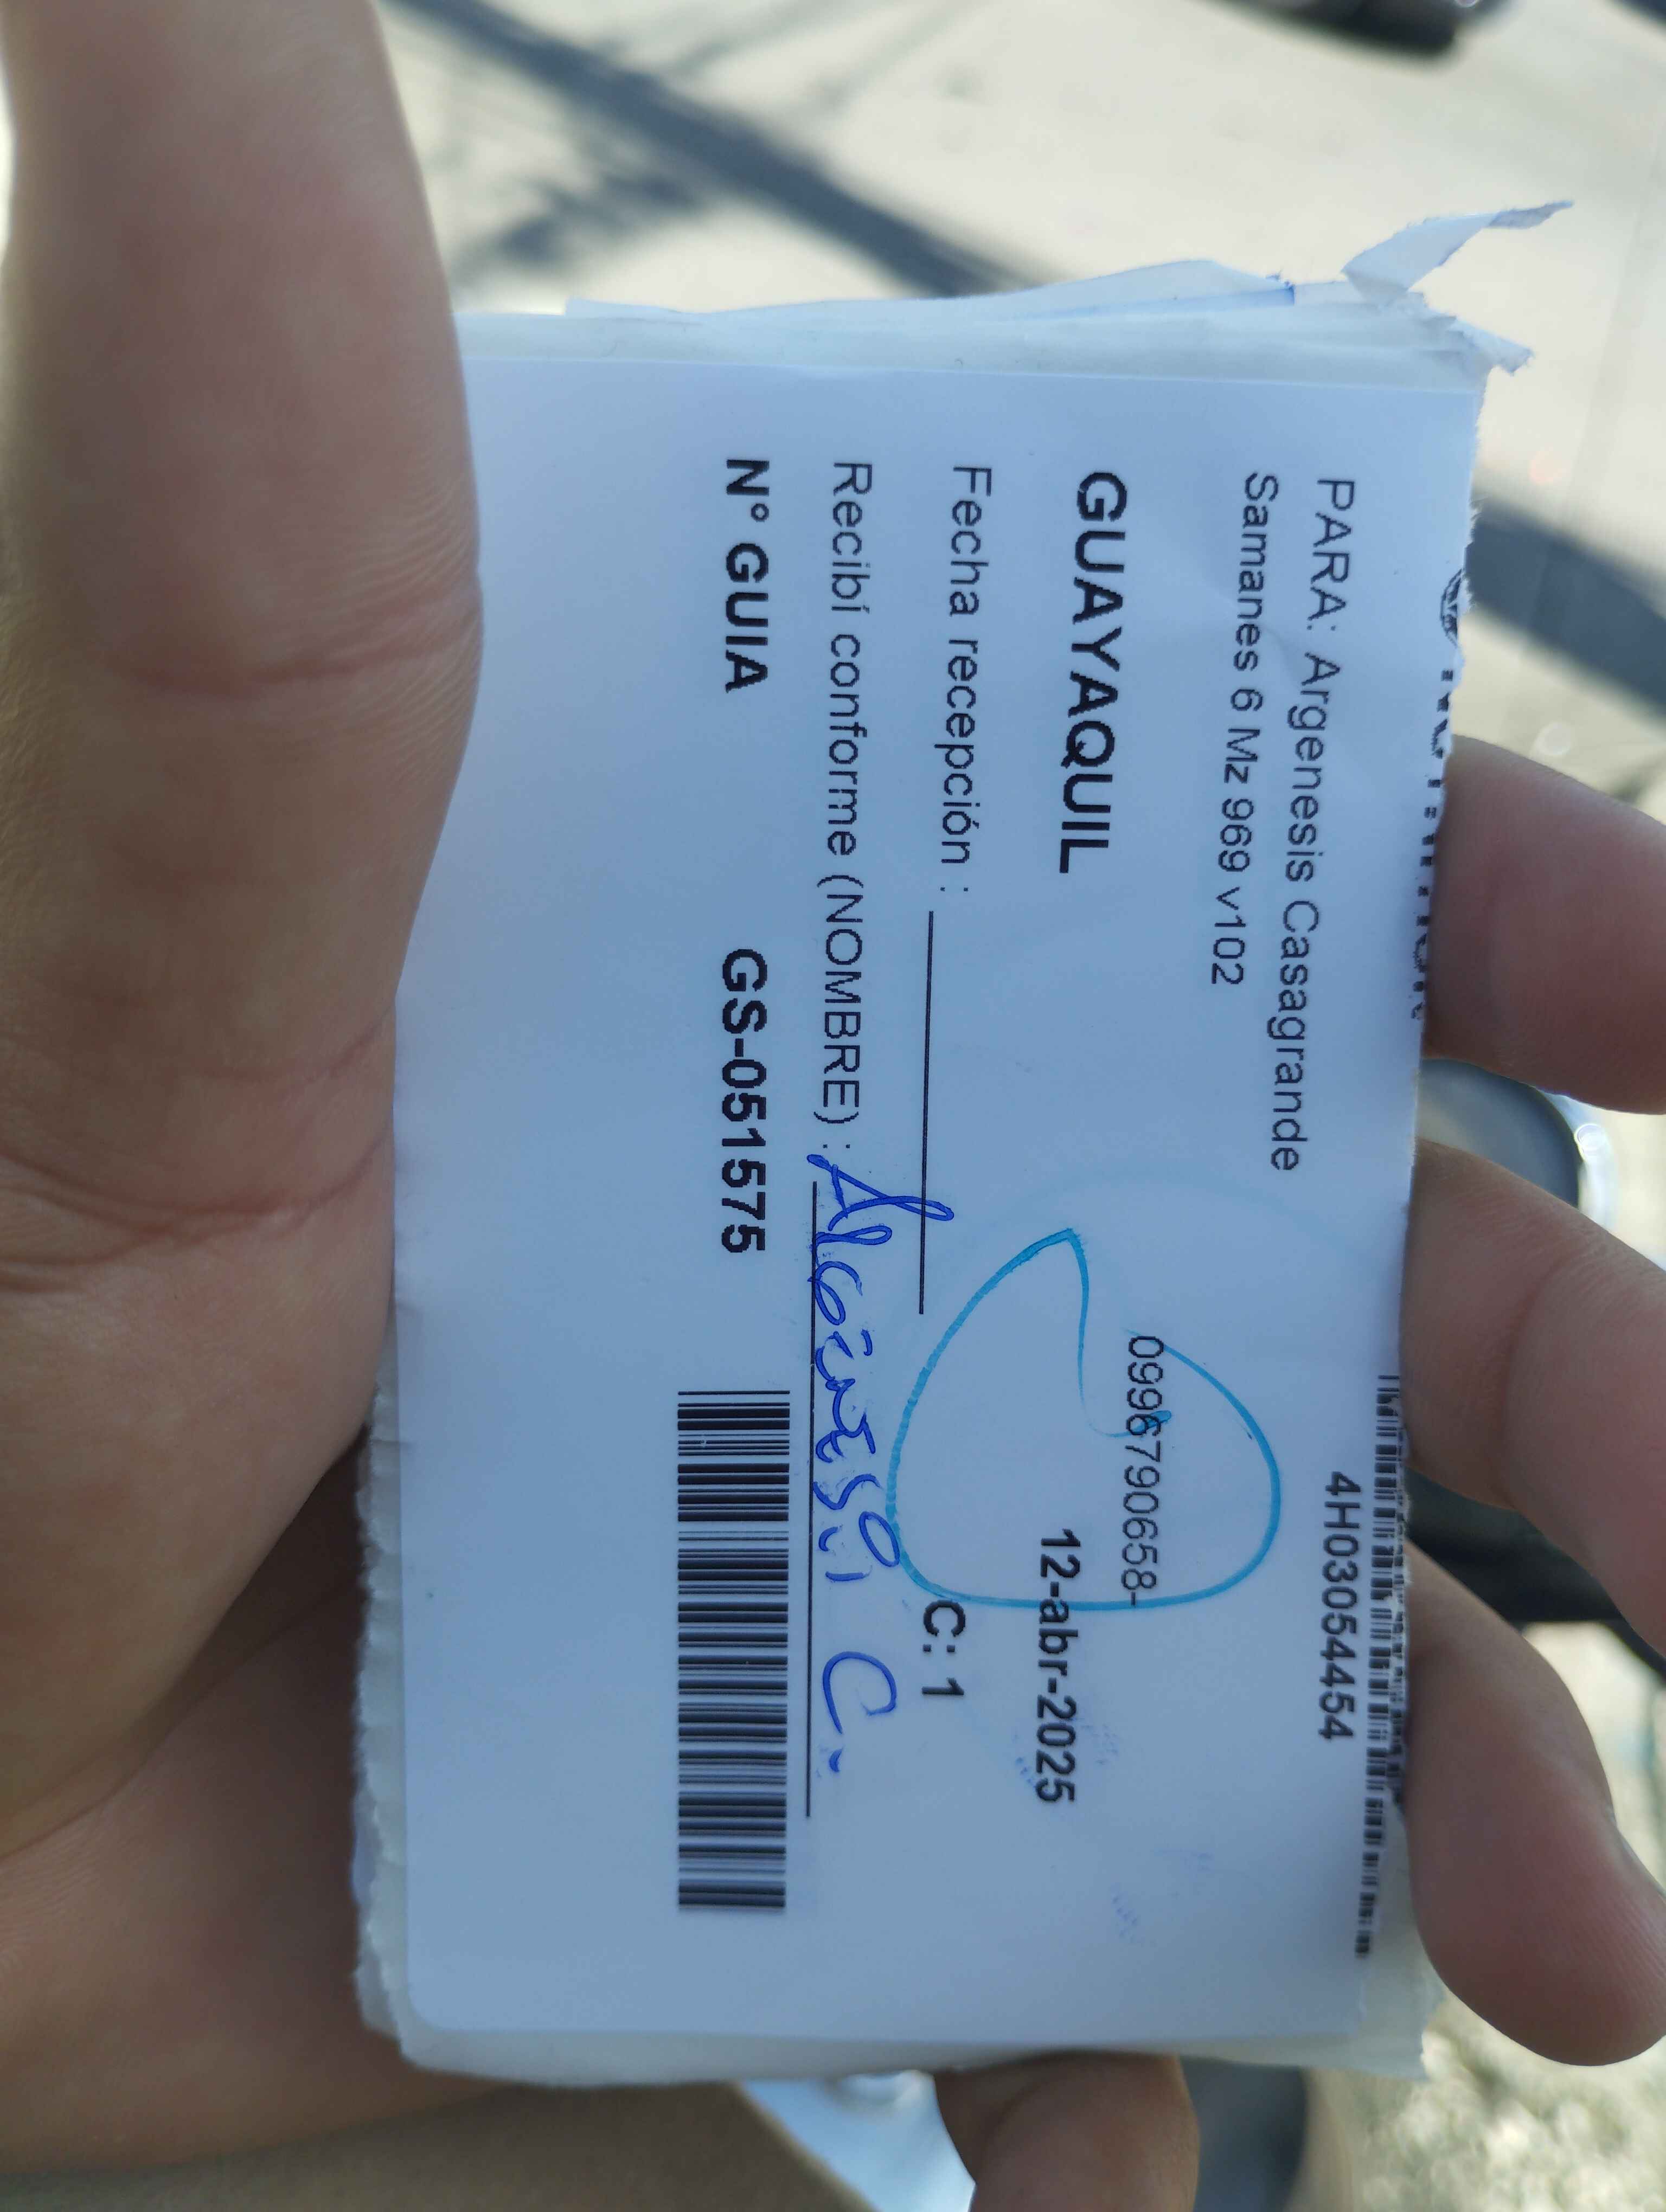 4H03054454
PARA: Argenesis Casagrande
Samanes 6 Mz 969 v102
0996790658-
GUAYAQUIL
12-abr-2025
Fecha recepción :
C: 1
Recibí conforme (NOMBRE) : C.
N° GUIA GS-051575